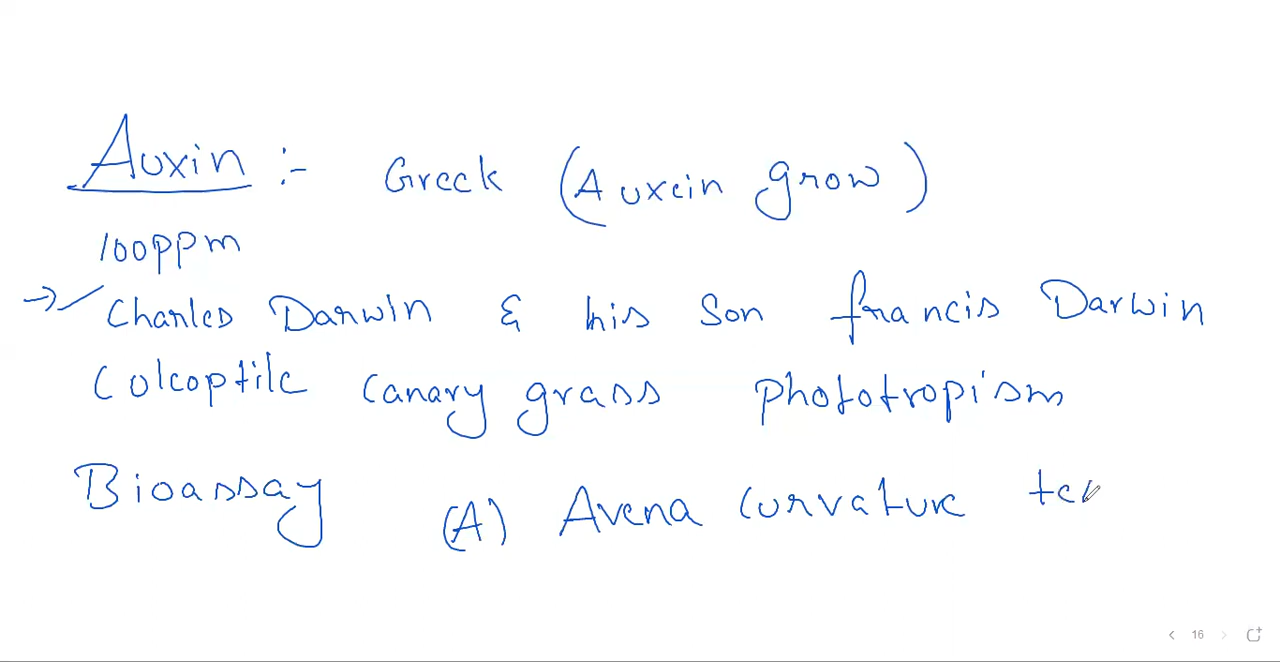 Auxin :- Greek (Auxein grow)
100ppm
→ Charles Darwin & his Son francis Darwin
Coleoptile canary grass phototropism
Bioassay (A) Avena curvature tes
16